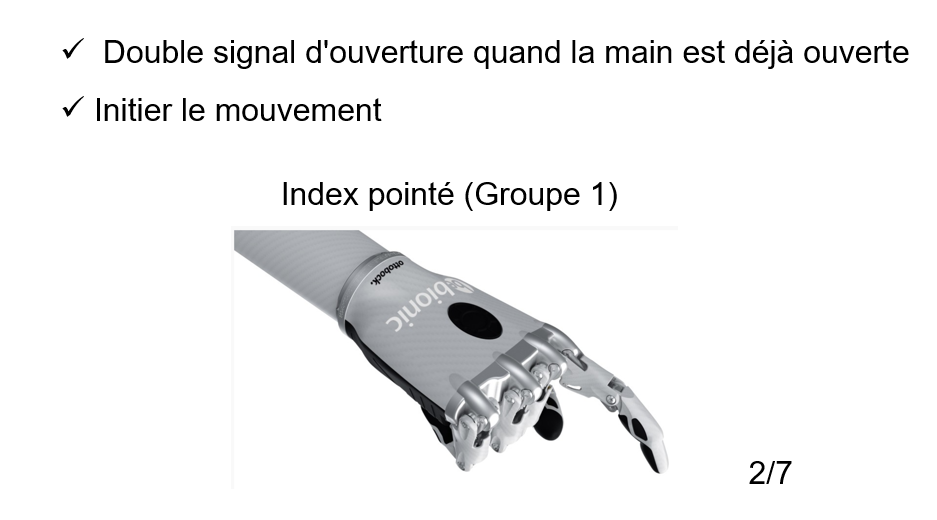 ✓ Double signal d'ouverture quand la main est déjà ouverte
✓ Initier le mouvement
Index pointé (Groupe 1)
ottobock.
bebionic
2/7